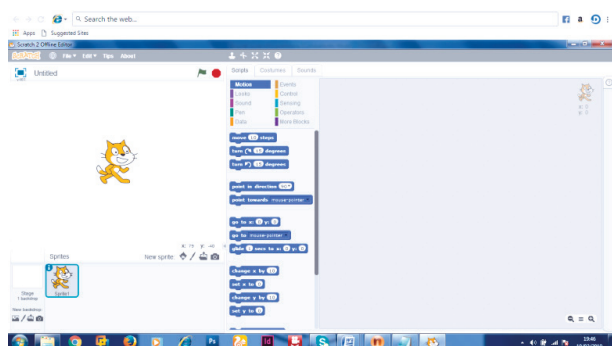 Search the web...
Apps Suggested Sites
Scratch 2 Offline Editor
SCRATCH File Edit Tips About
Untitled
Scripts Costumes Sounds
Motion Events
Looks Control
Sound Sensing
Pen Operators
Data More Blocks
move 10 steps
turn 15 degrees
turn 15 degrees
point in direction 90
point towards mouse-pointer
go to x: 0 y: 0
go to mouse-pointer
glide 1 secs to x: 0 y: 0
change x by 10
set x to 0
change y by 10
set y to 0
Sprites New sprite:
Stage
1 backdrop
Sprite1
New backdrop:
19:46